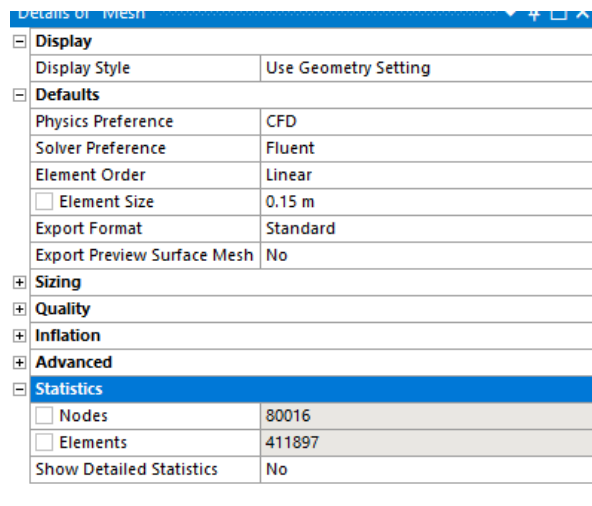 Details of "Mesh"
Display
Display Style Use Geometry Setting
Defaults
Physics Preference CFD
Solver Preference Fluent
Element Order Linear
Element Size 0.15 m
Export Format Standard
Export Preview Surface Mesh No
Sizing
Quality
Inflation
Advanced
Statistics
Nodes 80016
Elements 411897
Show Detailed Statistics No